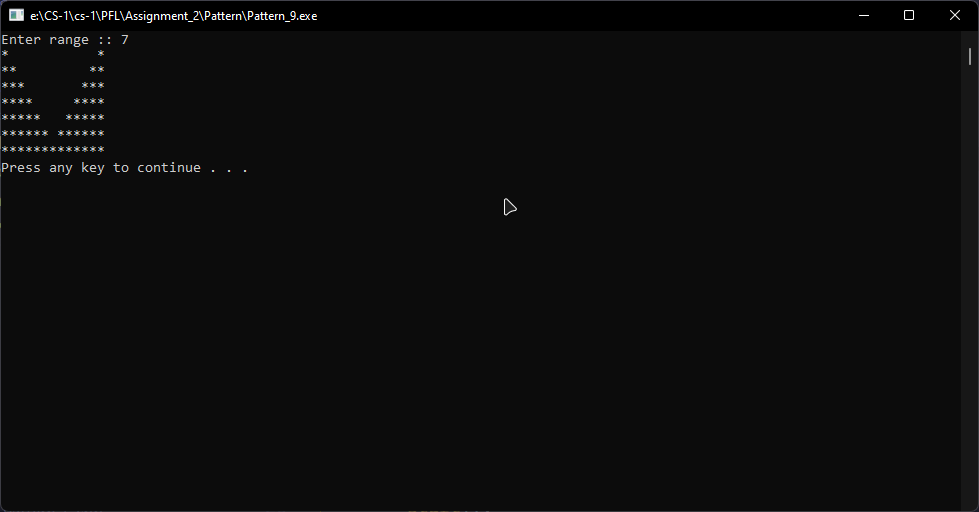 e:\CS-1\cs-1\PFL\Assignment_2\Pattern\Pattern_9.exe
Enter range :: 7
*           *
**         **
***       ***
****     ****
*****   *****
****** ******
*************
Press any key to continue . . .